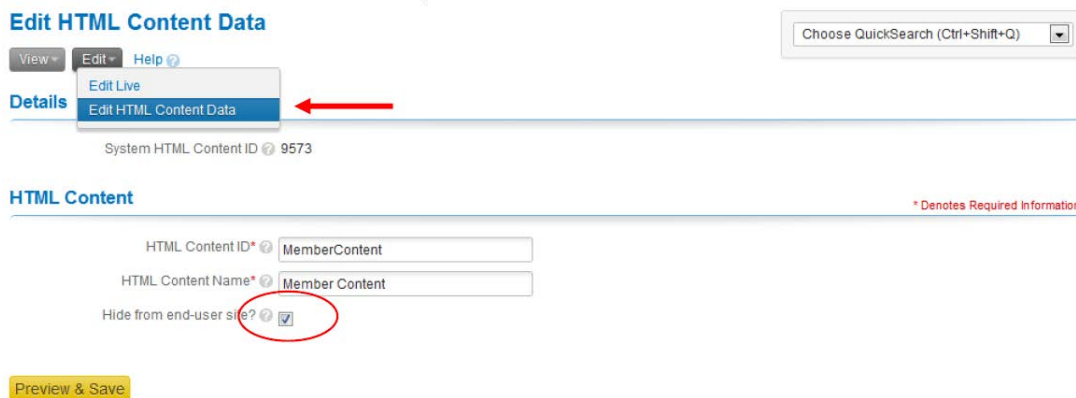 Edit HTML Content Data
Choose QuickSearch (Ctrl+Shift+Q)
View Edit Help
Edit Live
Edit HTML Content Data
Details
System HTML Content ID 9573
HTML Content
* Denotes Required Information
HTML Content ID* MemberContent
HTML Content Name* Member Content
Hide from end-user site?
Preview & Save